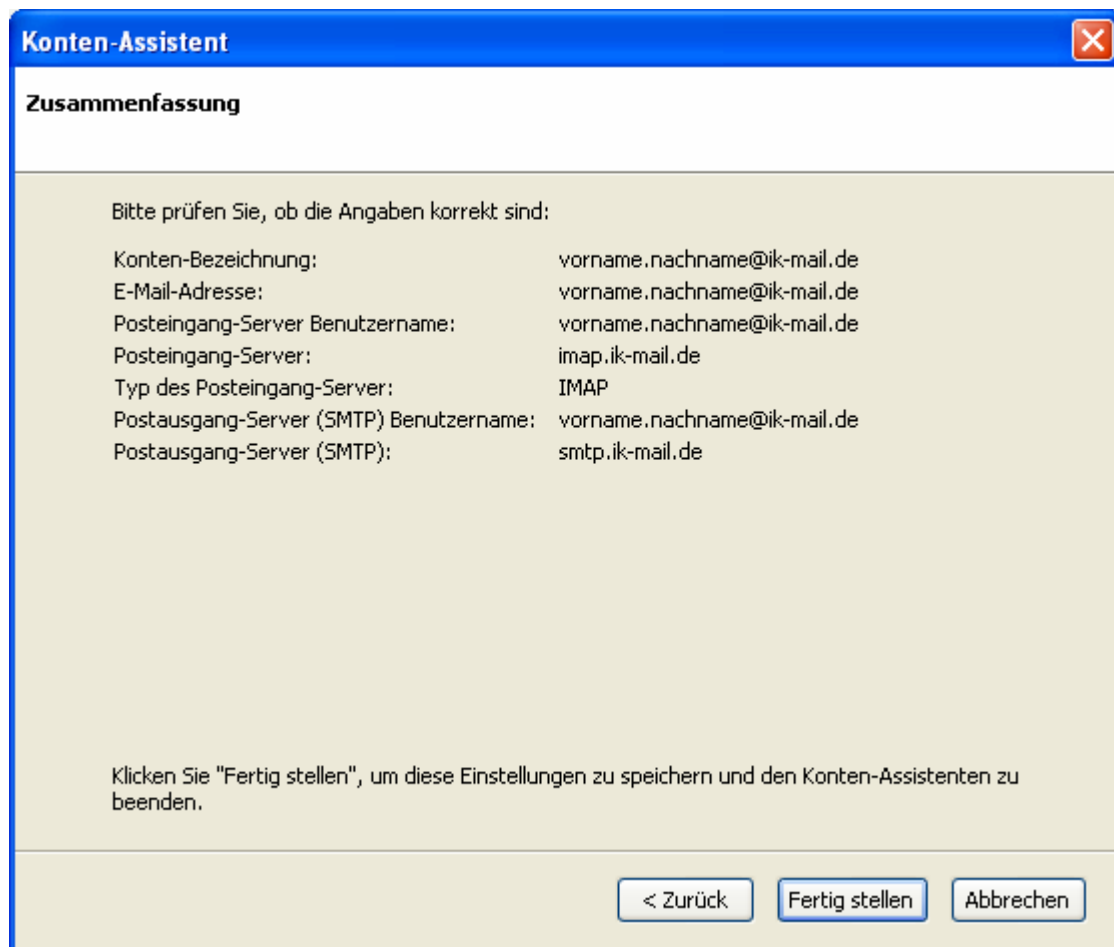 Konten-Assistent
Zusammenfassung
Bitte prüfen Sie, ob die Angaben korrekt sind:
Konten-Bezeichnung: vorname.nachname@ik-mail.de
E-Mail-Adresse: vorname.nachname@ik-mail.de
Posteingang-Server Benutzername: vorname.nachname@ik-mail.de
Posteingang-Server: imap.ik-mail.de
Typ des Posteingang-Server: IMAP
Postausgang-Server (SMTP) Benutzername: vorname.nachname@ik-mail.de
Postausgang-Server (SMTP): smtp.ik-mail.de
Klicken Sie "Fertig stellen", um diese Einstellungen zu speichern und den Konten-Assistenten zu
beenden.
< Zurück Fertig stellen Abbrechen